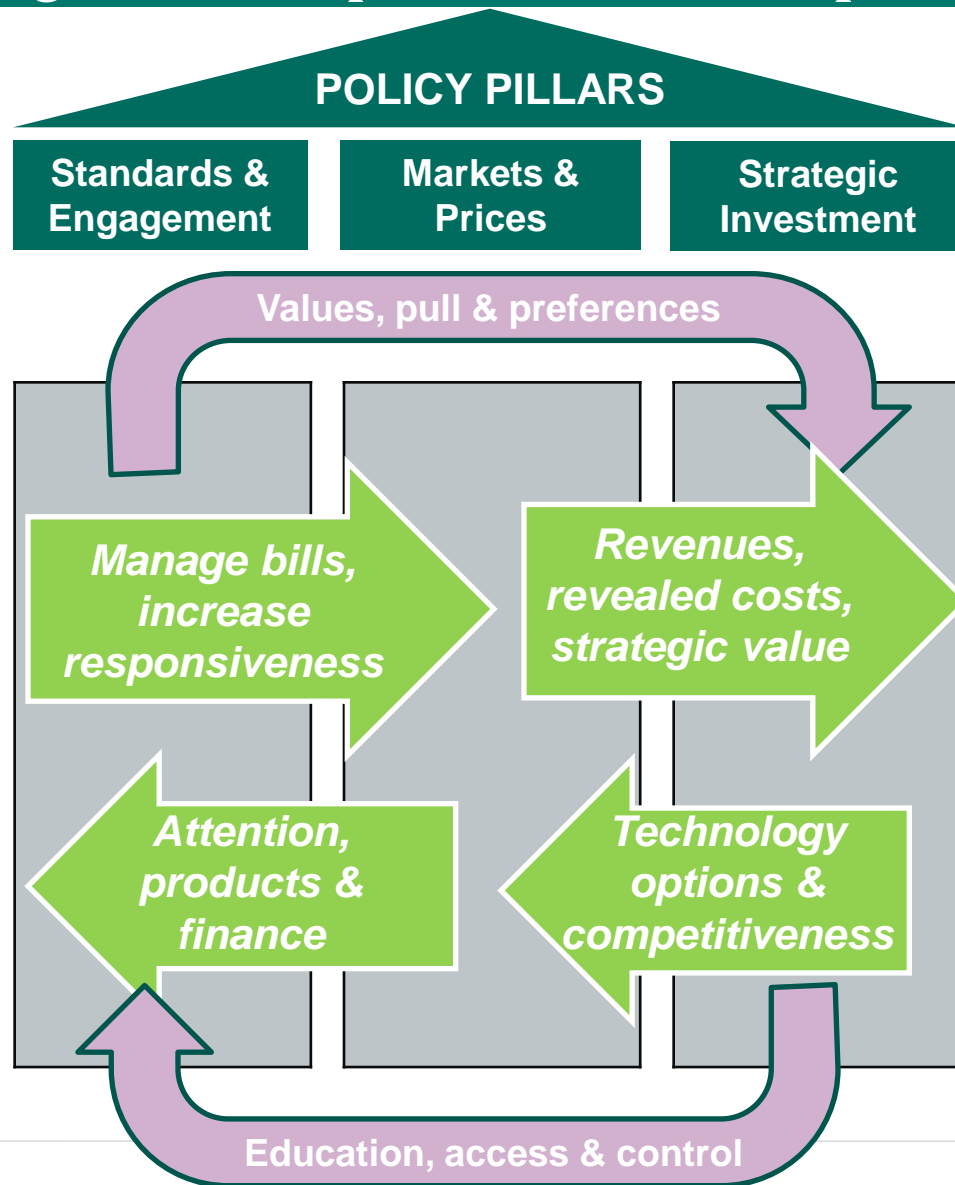 POLICY PILLARS
Standards &
Engagement
Markets &
Prices
Strategic
Investment
Values, pull & preferences
Manage bills,
increase
responsiveness
Revenues,
revealed costs,
strategic value
Attention,
products &
finance
Technology
options &
competitiveness
Education, access & control